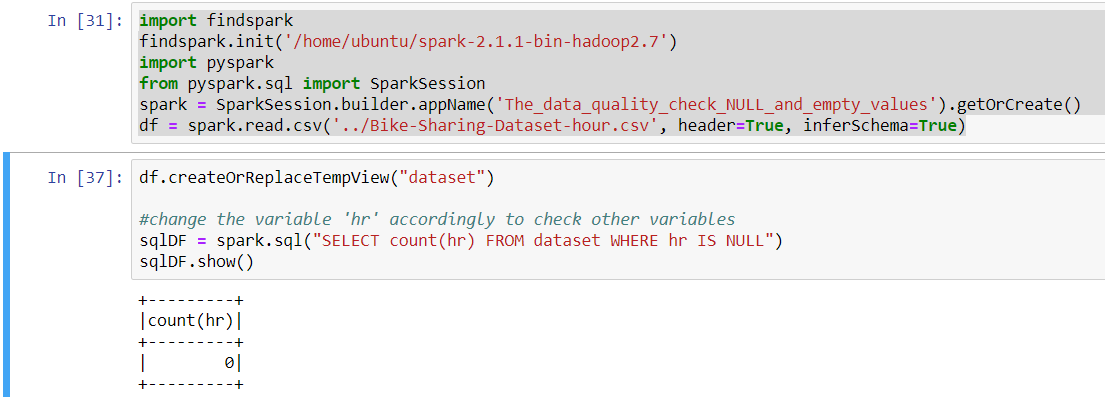 In [31]: import findspark
findspark.init('/home/ubuntu/spark-2.1.1-bin-hadoop2.7')
import pyspark
from pyspark.sql import SparkSession
spark = SparkSession.builder.appName('The_data_quality_check_NULL_and_empty_values').getOrCreate()
df = spark.read.csv('../Bike-Sharing-Dataset-hour.csv', header=True, inferSchema=True)
In [37]: df.createOrReplaceTempView("dataset")
#change the variable 'hr' accordingly to check other variables
sqlDF = spark.sql("SELECT count(hr) FROM dataset WHERE hr IS NULL")
sqlDF.show()
+---------+
|count(hr)|
+---------+
|        0|
+---------+